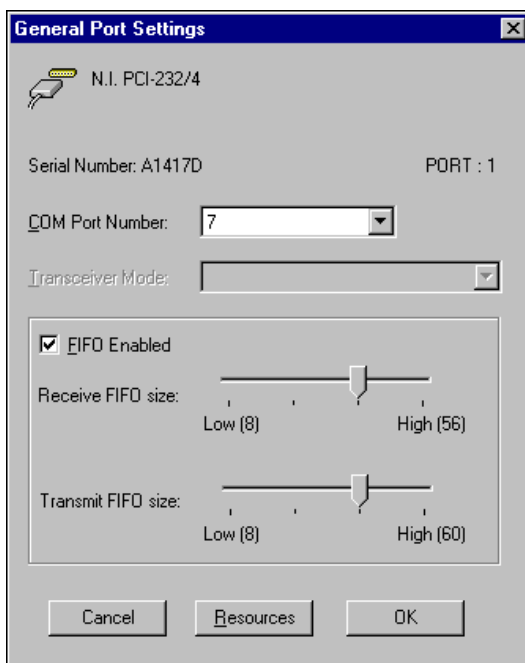 General Port Settings
N.I. PCI-232/4
Serial Number: A1417D PORT : 1
COM Port Number: 7
Transceiver Mode:
FIFO Enabled
Receive FIFO size:
Low (8) High (56)
Transmit FIFO size:
Low (8) High (60)
Cancel Resources OK